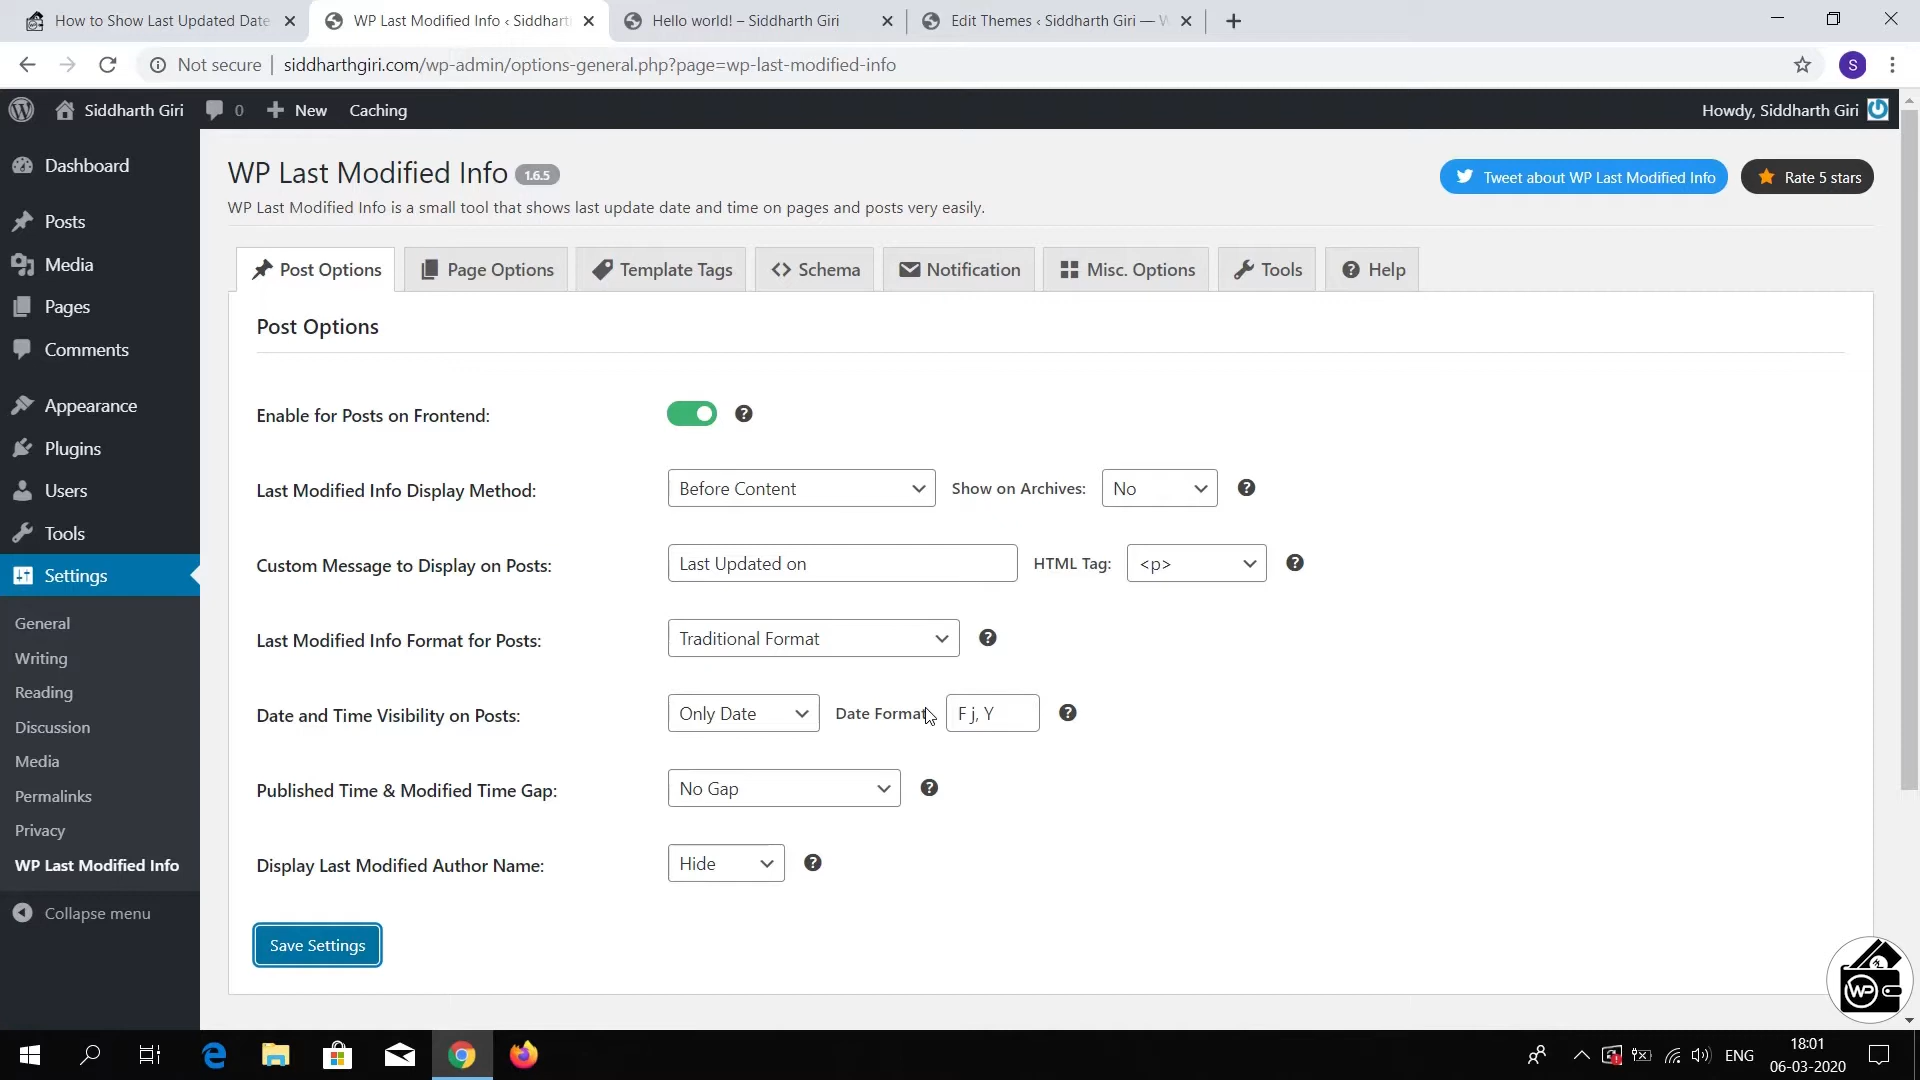 How to Show Last Updated Date
WP Last Modified Info ‹ Siddhart
Hello world! – Siddharth Giri
Edit Themes ‹ Siddharth Giri — W
Not secure
siddharthgiri.com/wp-admin/options-general.php?page=wp-last-modified-info
S
Siddharth Giri
0
New
Caching
Howdy, Siddharth Giri
Dashboard
Posts
Media
Pages
Comments
Appearance
Plugins
Users
Tools
Settings
General
Writing
Reading
Discussion
Media
Permalinks
Privacy
WP Last Modified Info
Collapse menu
WP Last Modified Info 1.6.5
WP Last Modified Info is a small tool that shows last update date and time on pages and posts very easily.
Tweet about WP Last Modified Info
Rate 5 stars
Post Options
Page Options
Template Tags
Schema
Notification
Misc. Options
Tools
Help
Post Options
Enable for Posts on Frontend:
Last Modified Info Display Method: Before Content Show on Archives: No
Custom Message to Display on Posts: Last Updated on HTML Tag: <p>
Last Modified Info Format for Posts: Traditional Format
Date and Time Visibility on Posts: Only Date Date Format F j, Y
Published Time & Modified Time Gap: No Gap
Display Last Modified Author Name: Hide
Save Settings
WP
ENG
18:01
06-03-2020